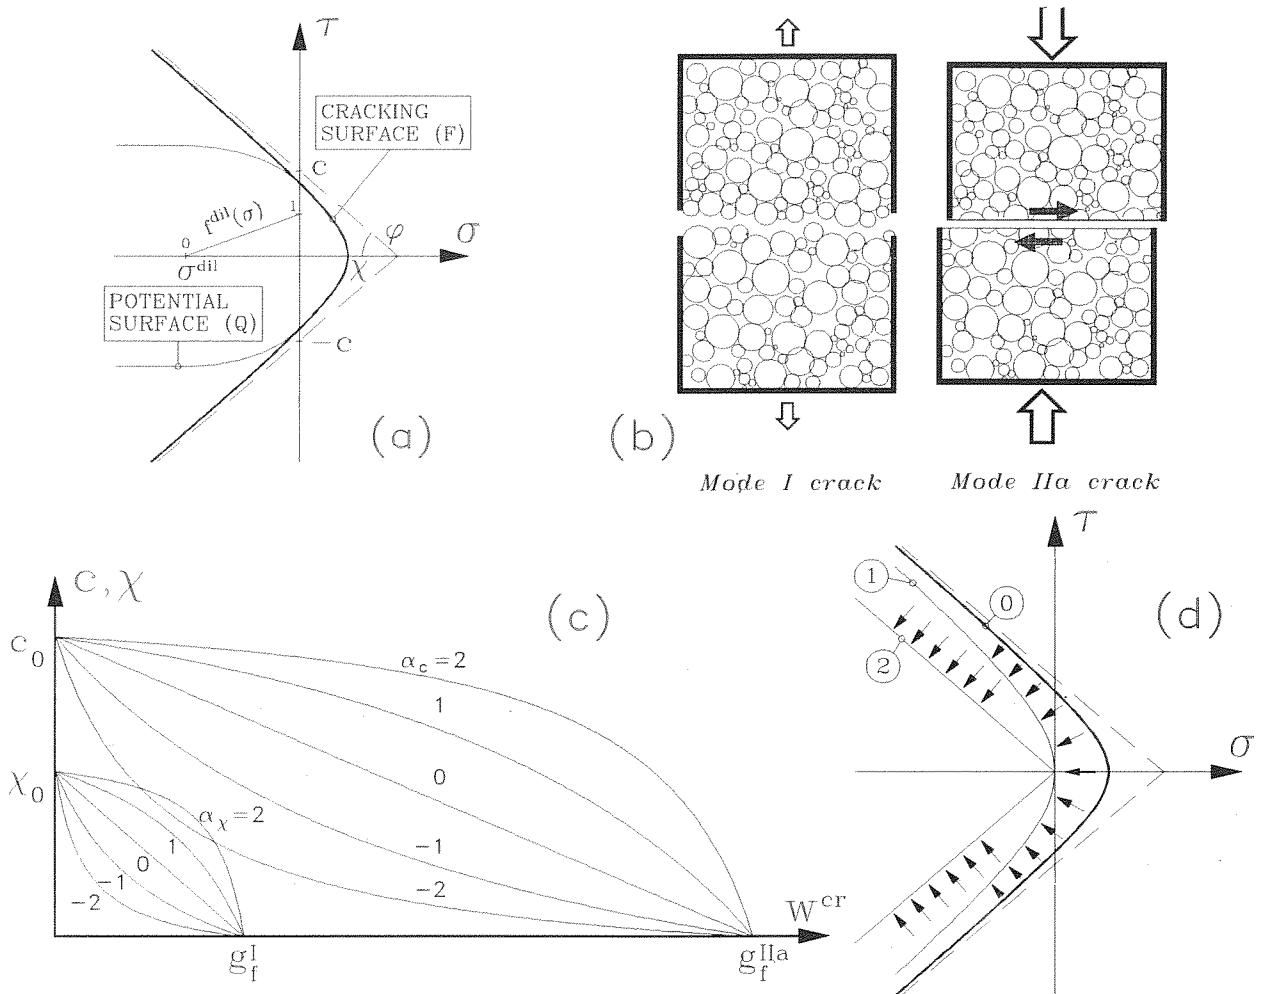 τ
CRACKING
SURFACE (F)
c
1
f^dil(σ)
φ
σ
0
σ^dil
χ
POTENTIAL
SURFACE (Q)
−c
(a)
(b)
Mode I crack
Mode IIa crack
c, χ
c_0
α_c=2
1
0
−1
−2
χ_0
α_χ=2
1
0
−1
−2
W^cr
g_f^I
g_f^IIa
(c)
τ
1
0
2
(d)
σ